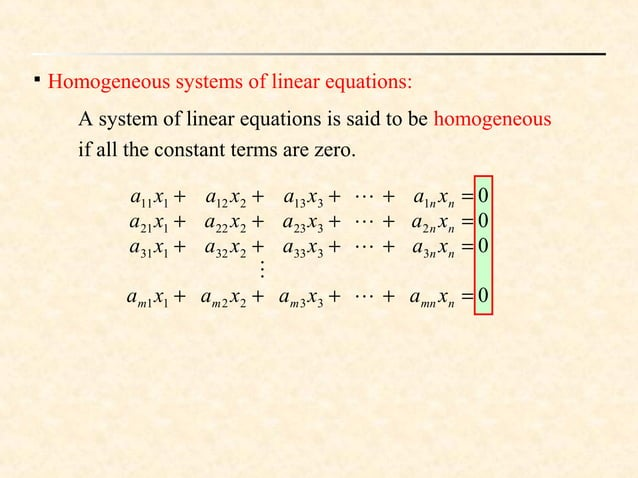 ▪ Homogeneous systems of linear equations:
A system of linear equations is said to be homogeneous
if all the constant terms are zero.
a₁₁x₁ + a₁₂x₂ + a₁₃x₃ + ⋯ + a₁ₙxₙ = 0
a₂₁x₁ + a₂₂x₂ + a₂₃x₃ + ⋯ + a₂ₙxₙ = 0
a₃₁x₁ + a₃₂x₂ + a₃₃x₃ + ⋯ + a₃ₙxₙ = 0
⋮
aₘ₁x₁ + aₘ₂x₂ + aₘ₃x₃ + ⋯ + aₘₙxₙ = 0